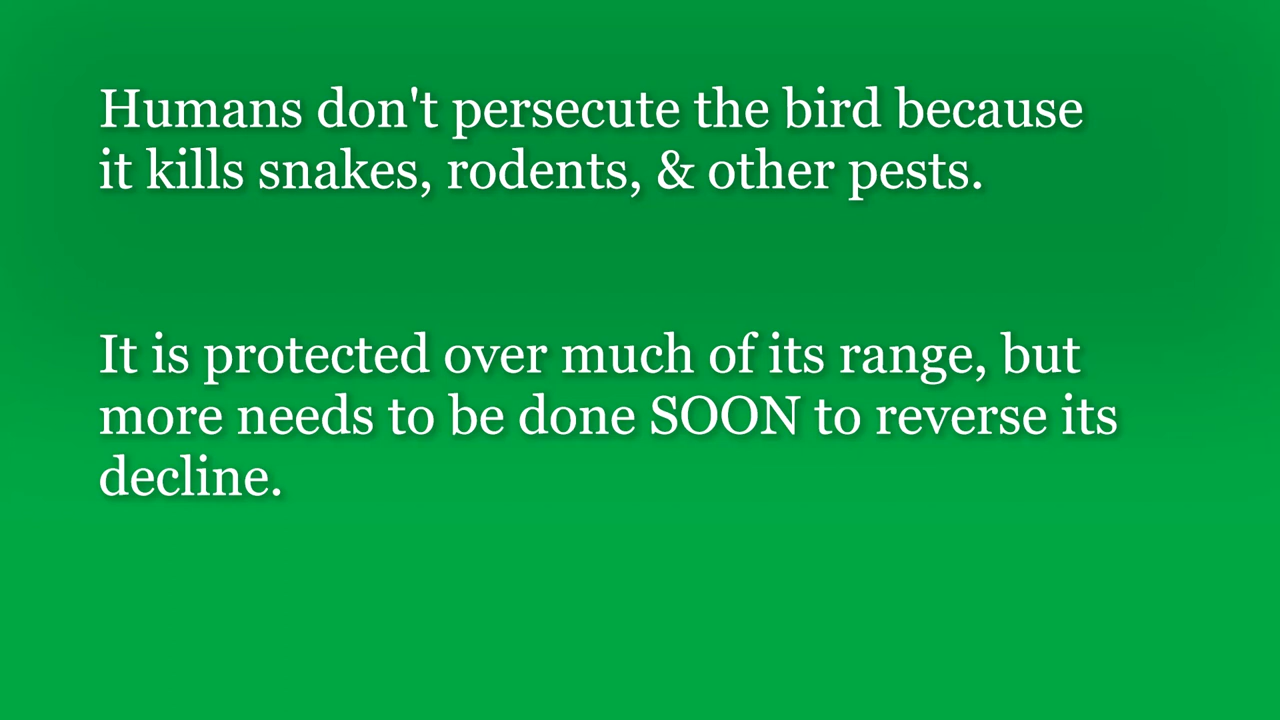 Humans don't persecute the bird because
it kills snakes, rodents, & other pests.
It is protected over much of its range, but
more needs to be done SOON to reverse its
decline.